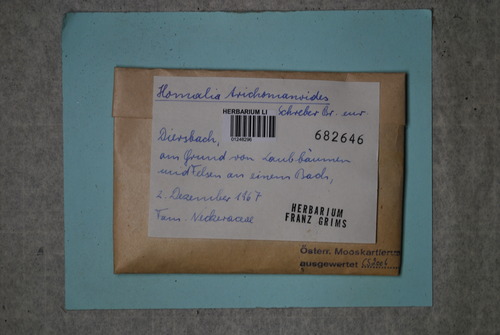 Homalia trichomanoides
Schreber Br. eur.
HERBARIUM LI
682646
Diersbach,
am Grund von Laubbäumen
und Felsen an einem Bach,
2. Dezember 1967
Fam. Neckeraceae
HERBARIUM
FRANZ GRIMS
Österr. Mooskartierung
ausgewertet